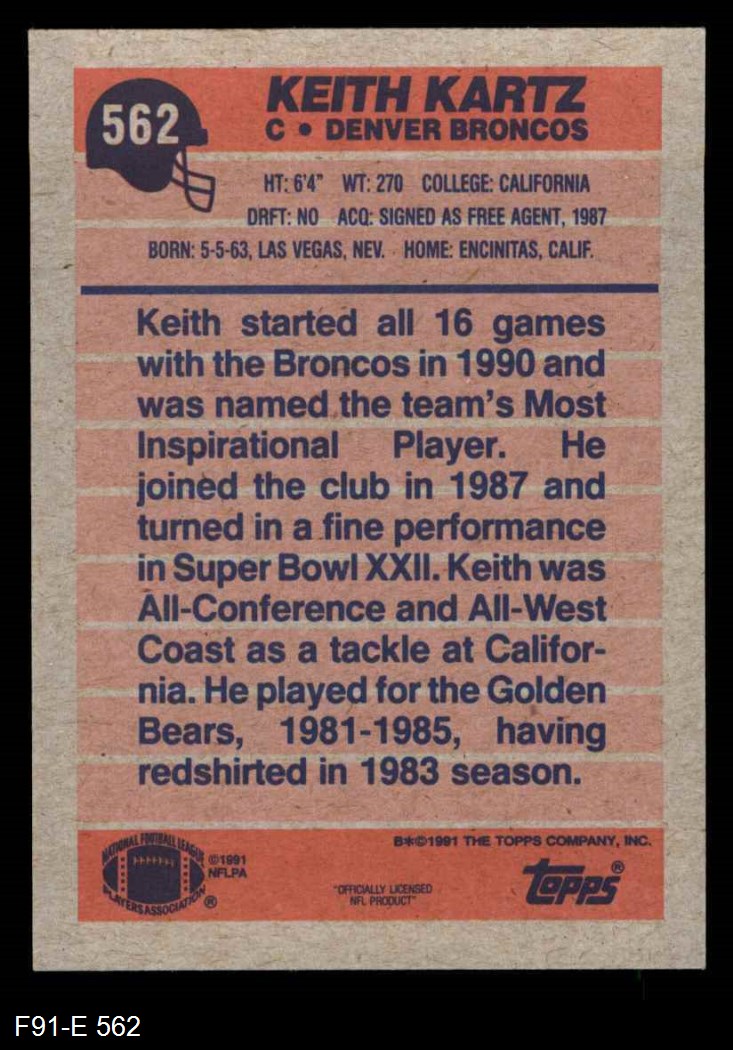 562
KEITH KARTZ
C • DENVER BRONCOS
HT: 6'4" WT: 270 COLLEGE: CALIFORNIA
DRFT: NO ACQ: SIGNED AS FREE AGENT, 1987
BORN: 5-5-63, LAS VEGAS, NEV. HOME: ENCINITAS, CALIF.
Keith started all 16 games
with the Broncos in 1990 and
was named the team's Most
Inspirational Player. He
joined the club in 1987 and
turned in a fine performance
in Super Bowl XXII. Keith was
All-Conference and All-West
Coast as a tackle at Califor-
nia. He played for the Golden
Bears, 1981-1985, having
redshirted in 1983 season.
B*©1991 THE TOPPS COMPANY, INC.
NATIONAL FOOTBALL LEAGUE
PLAYERS ASSOCIATION ®
©1991
NFLPA
"OFFICIALLY LICENSED
NFL PRODUCT"
topps®
F91-E 562